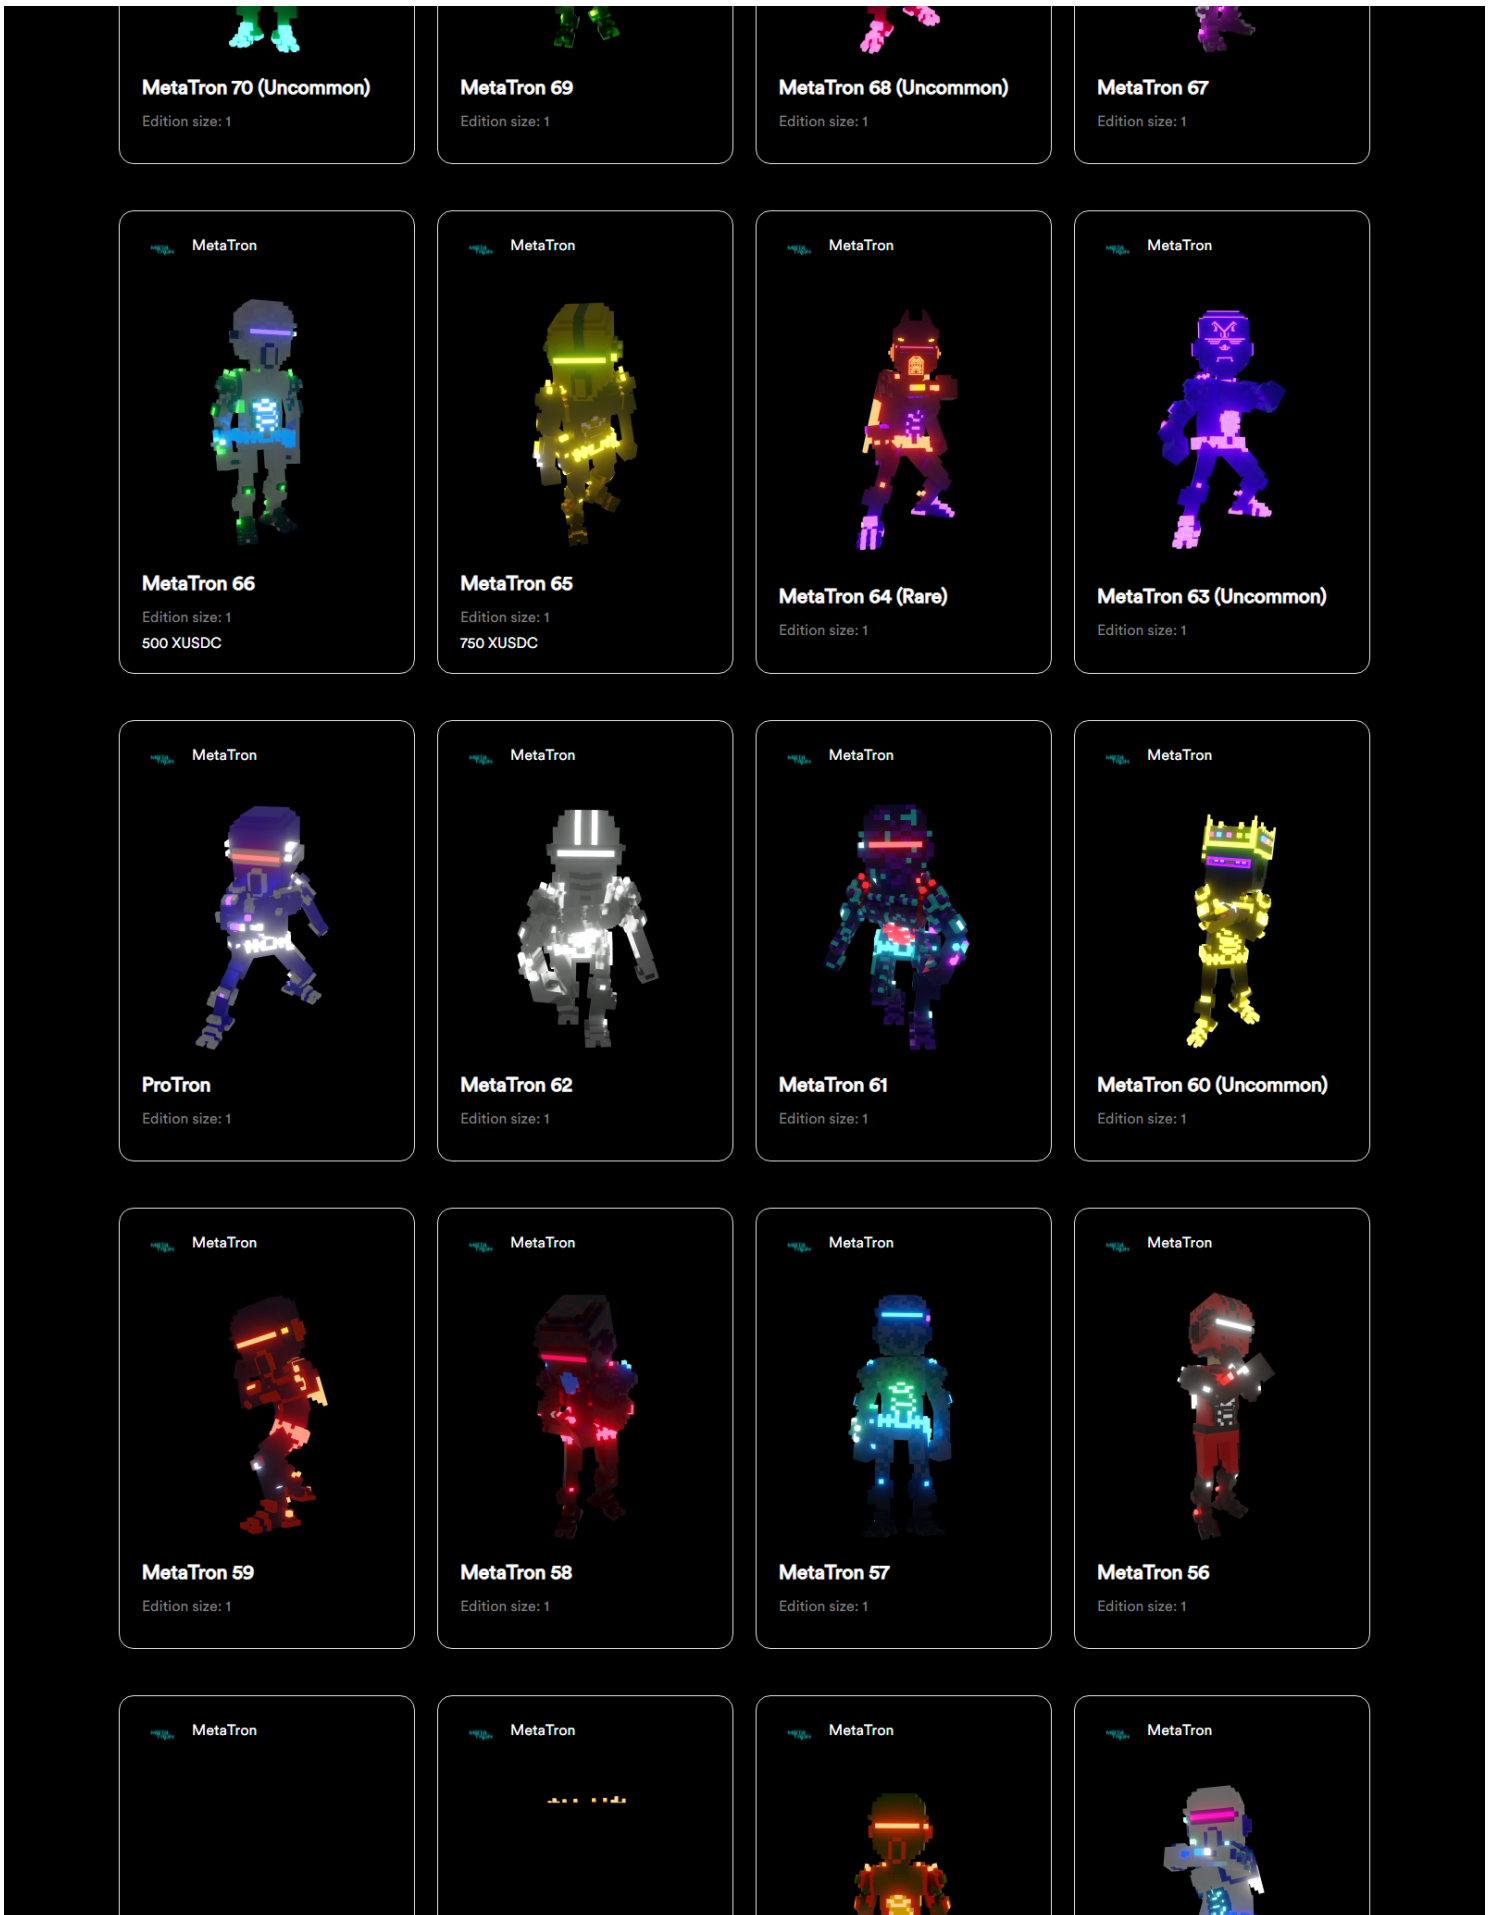 MetaTron 70 (Uncommon)
Edition size: 1
MetaTron 69
Edition size: 1
MetaTron 68 (Uncommon)
Edition size: 1
MetaTron 67
Edition size: 1
MetaTron
MetaTron 66
Edition size: 1
500 XUSDC
MetaTron
MetaTron 65
Edition size: 1
750 XUSDC
MetaTron
MetaTron 64 (Rare)
Edition size: 1
MetaTron
MetaTron 63 (Uncommon)
Edition size: 1
MetaTron
ProTron
Edition size: 1
MetaTron
MetaTron 62
Edition size: 1
MetaTron
MetaTron 61
Edition size: 1
MetaTron
MetaTron 60 (Uncommon)
Edition size: 1
MetaTron
MetaTron 59
Edition size: 1
MetaTron
MetaTron 58
Edition size: 1
MetaTron
MetaTron 57
Edition size: 1
MetaTron
MetaTron 56
Edition size: 1
MetaTron
MetaTron
MetaTron
MetaTron